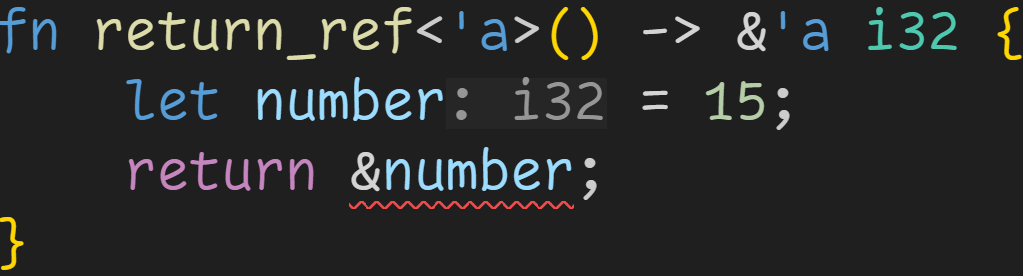 fn return_ref<'a>() -> &'a i32 {
    let number: i32 = 15;
    return &number;
}